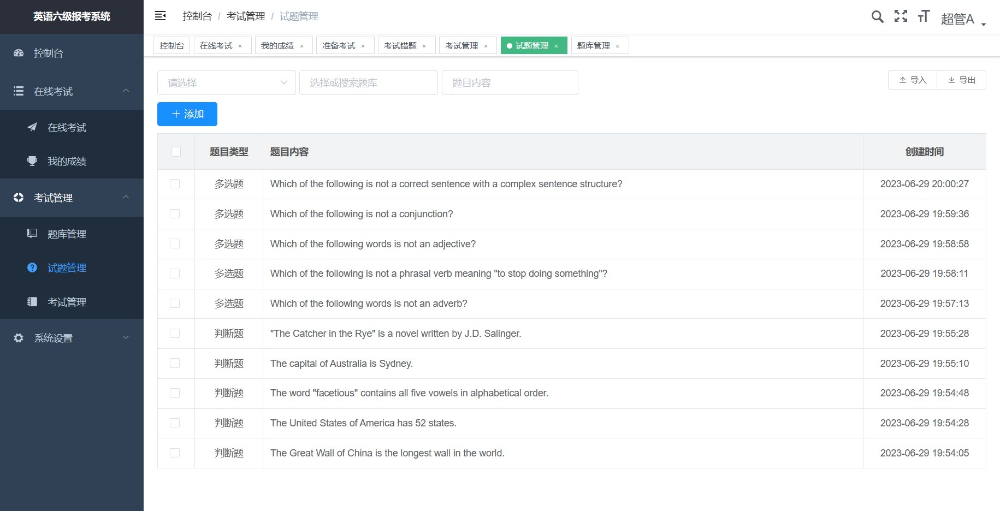 英语六级报考系统
控制台 / 考试管理 / 试题管理
超管A
控制台
在线考试
在线考试
我的成绩
考试管理
题库管理
试题管理
考试管理
系统设置
控制台 在线考试 × 我的成绩 × 准备考试 × 考试错题 × 考试管理 × 试题管理 × 题库管理 ×
请选择 选择或搜索题库 题目内容 导入 导出
添加
题目类型 题目内容 创建时间
多选题 Which of the following is not a correct sentence with a complex sentence structure? 2023-06-29 20:00:27
多选题 Which of the following is not a conjunction? 2023-06-29 19:59:36
多选题 Which of the following words is not an adjective? 2023-06-29 19:58:58
多选题 Which of the following is not a phrasal verb meaning "to stop doing something"? 2023-06-29 19:58:11
多选题 Which of the following words is not an adverb? 2023-06-29 19:57:13
判断题 "The Catcher in the Rye" is a novel written by J.D. Salinger. 2023-06-29 19:55:28
判断题 The capital of Australia is Sydney. 2023-06-29 19:55:10
判断题 The word "facetious" contains all five vowels in alphabetical order. 2023-06-29 19:54:48
判断题 The United States of America has 52 states. 2023-06-29 19:54:28
判断题 The Great Wall of China is the longest wall in the world. 2023-06-29 19:54:05